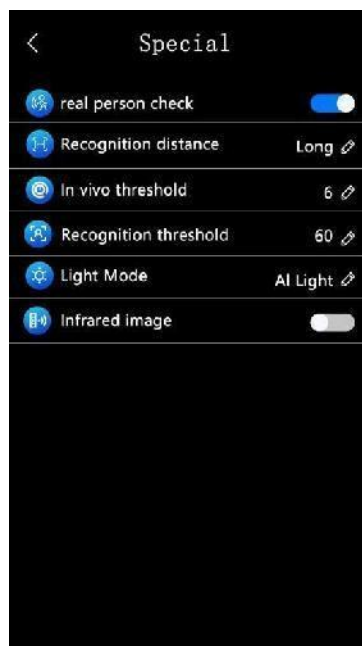 Special
real person check
Recognition distance Long
In vivo threshold 6
Recognition threshold 60
Light Mode Al Light
Infrared image